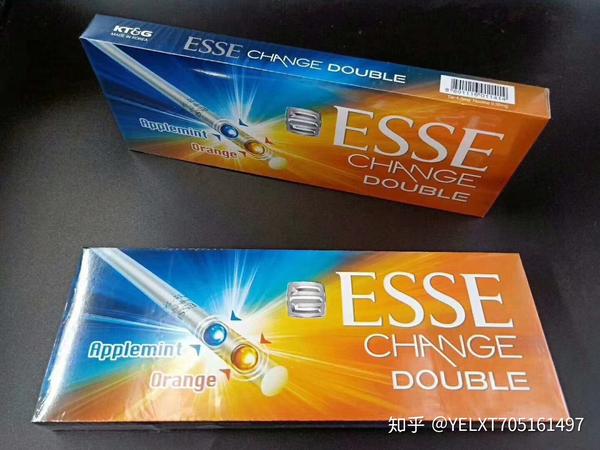 KT&G
MADE IN KOREA
ESSE CHANGE DOUBLE
Applemint
Orange
ESSE
CHANGE
DOUBLE
Applemint
Orange
ESSE
CHANGE
DOUBLE
知乎 @YELXT705161497